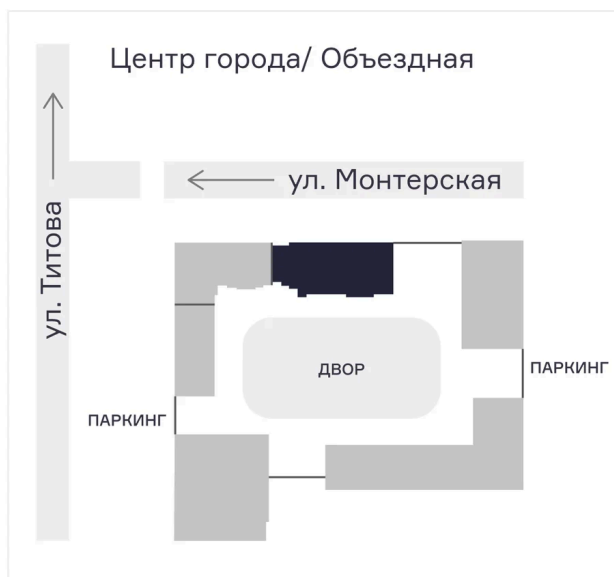 Центр города/ Объездная
ул. Монтерская
ул. Титова
ДВОР
ПАРКИНГ
ПАРКИНГ